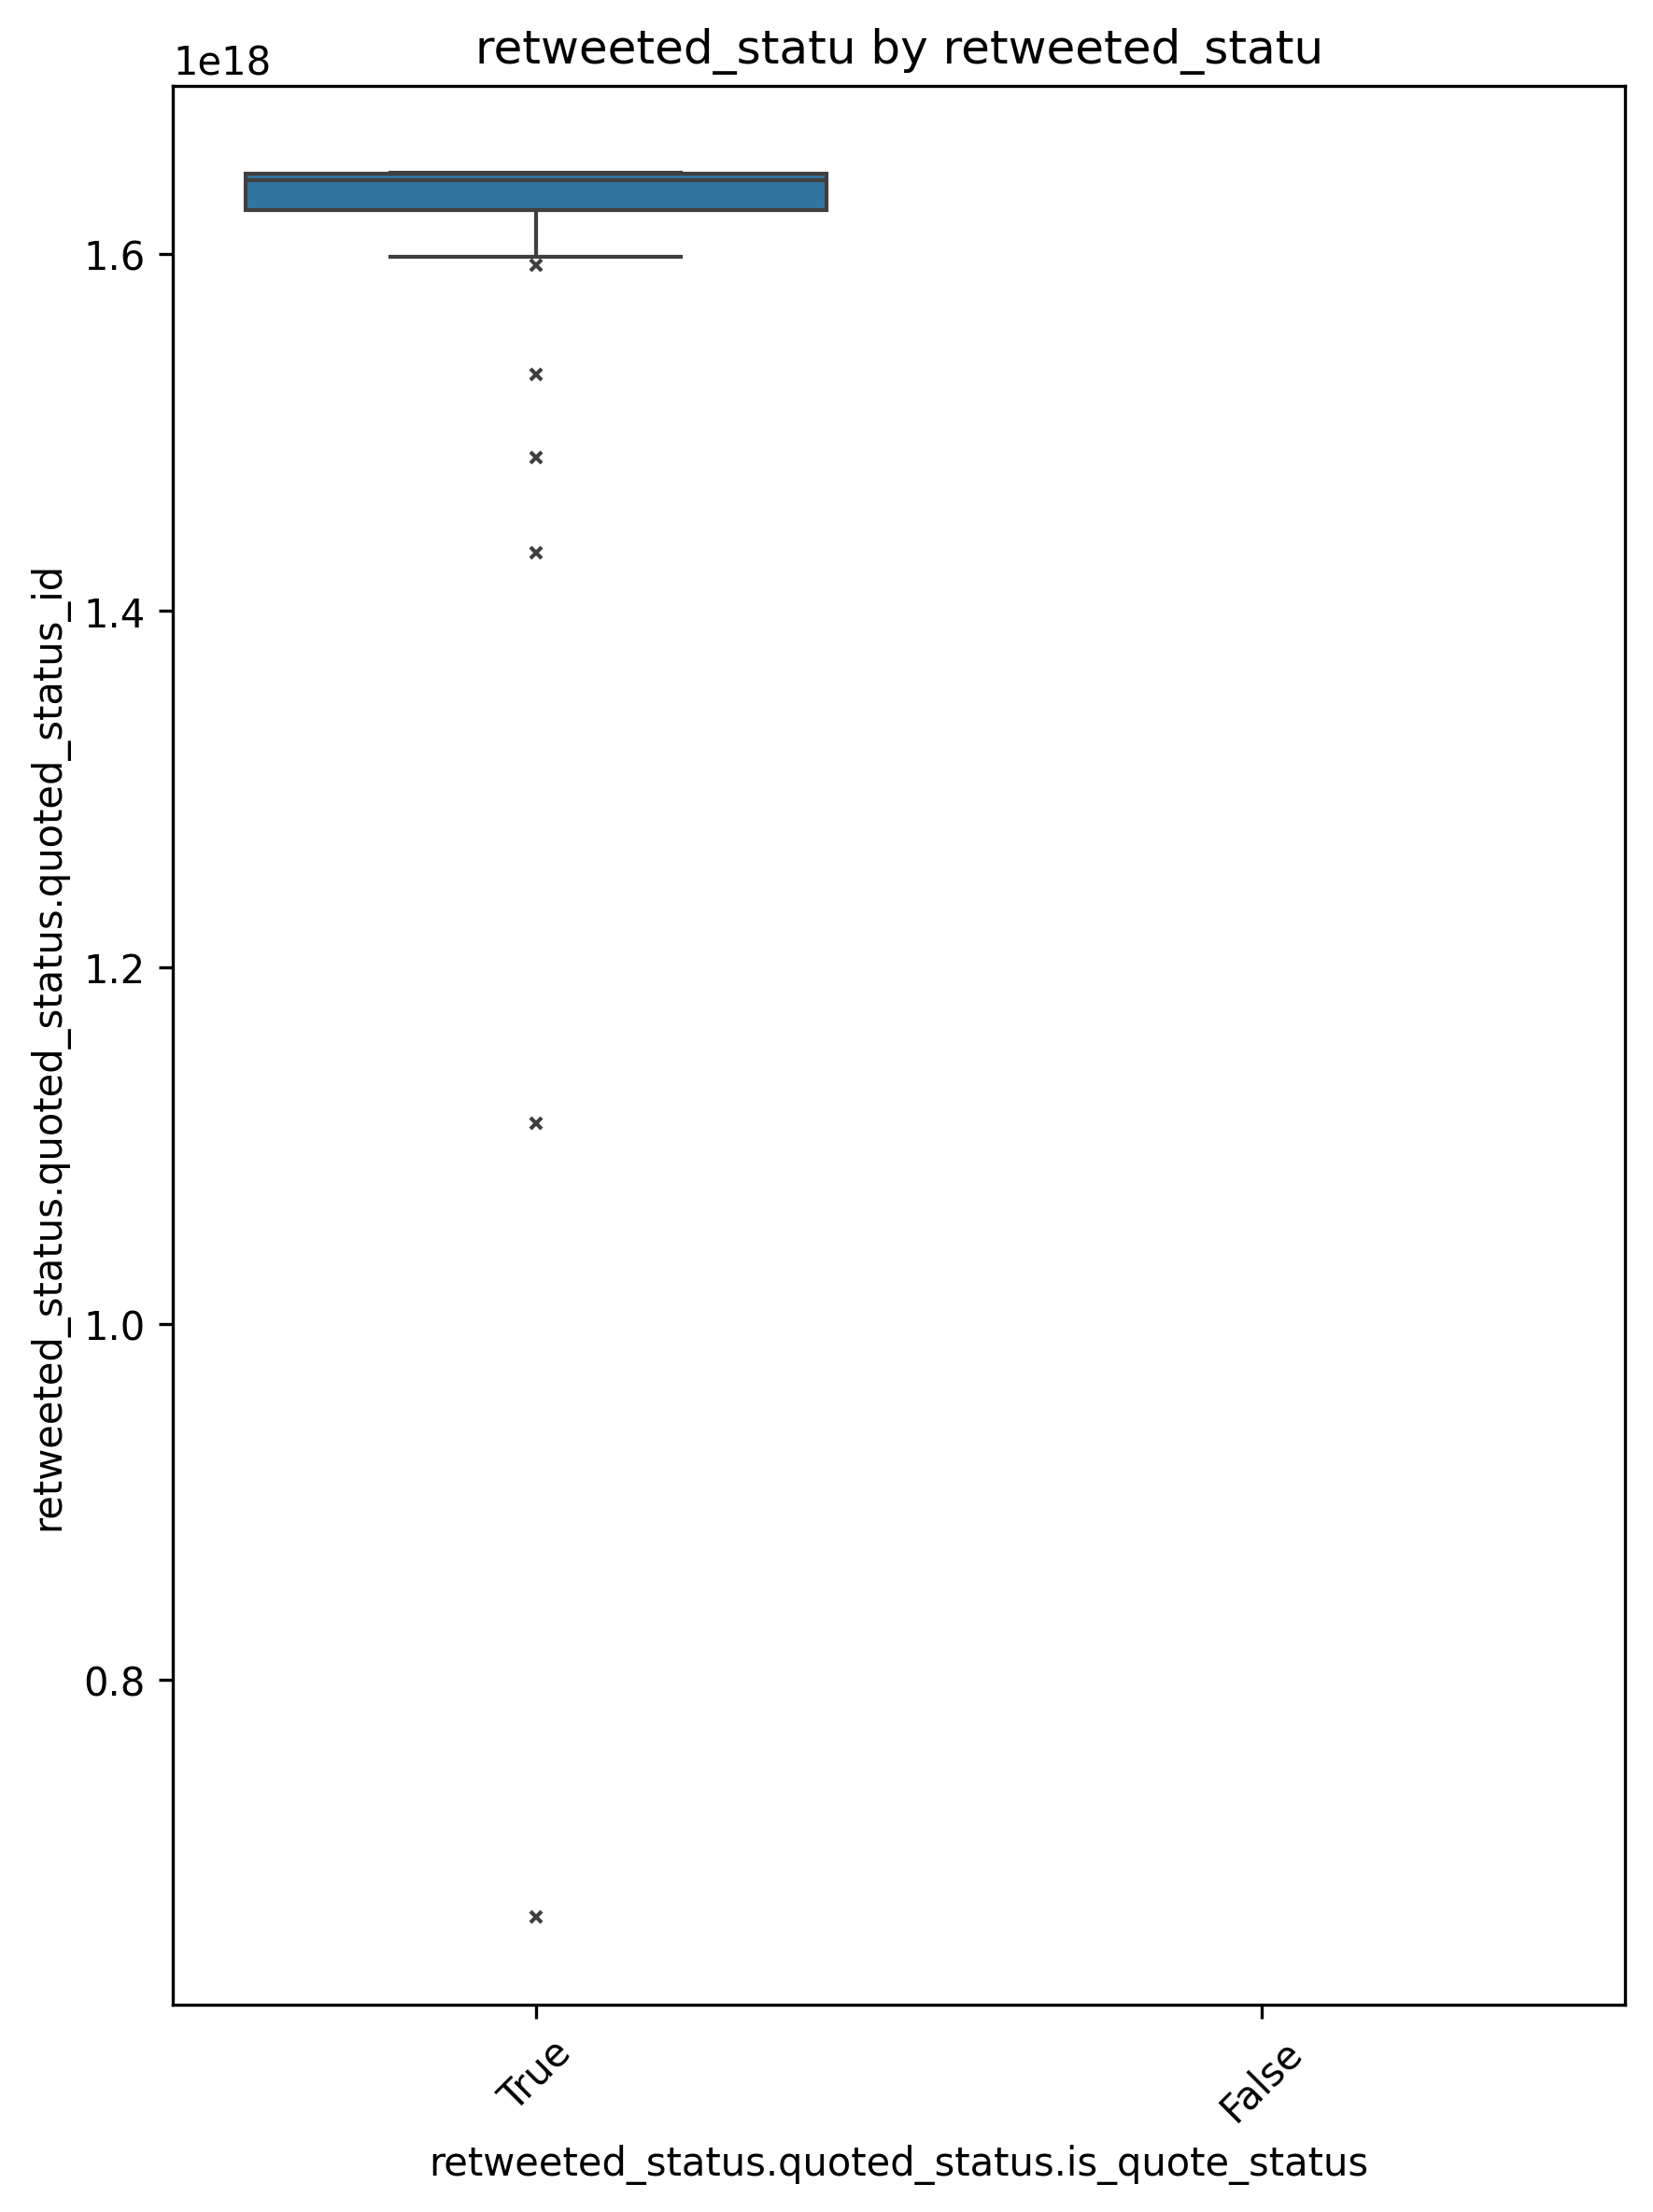 retweeted_statu by retweeted_statu
1e18
1.6
1.4
1.2
1.0
0.8
retweeted_status.quoted_status.quoted_status_id
True
False
retweeted_status.quoted_status.is_quote_status